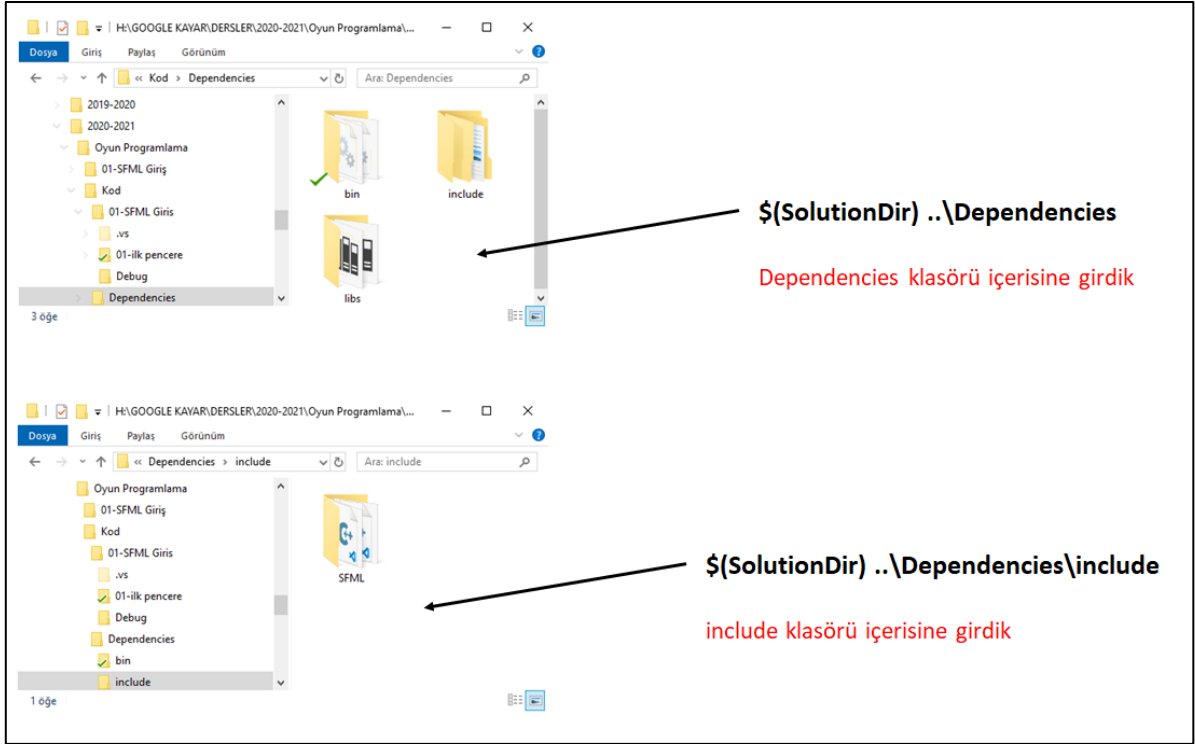 H:\GOOGLE KAYAR\DERSLER\2020-2021\Oyun Programlama\...
Dosya Giriş Paylaş Görünüm
« Kod > Dependencies
Ara: Dependencies
2019-2020
2020-2021
Oyun Programlama
01-SFML Giriş
Kod
01-SFML Giris
.vs
01-ilk pencere
Debug
Dependencies
bin
include
libs
3 öğe
$(SolutionDir) ..\Dependencies
Dependencies klasörü içerisine girdik
H:\GOOGLE KAYAR\DERSLER\2020-2021\Oyun Programlama\...
Dosya Giriş Paylaş Görünüm
« Dependencies > include
Ara: include
Oyun Programlama
01-SFML Giriş
Kod
01-SFML Giris
.vs
01-ilk pencere
Debug
Dependencies
bin
include
SFML
1 öğe
$(SolutionDir) ..\Dependencies\include
include klasörü içerisine girdik